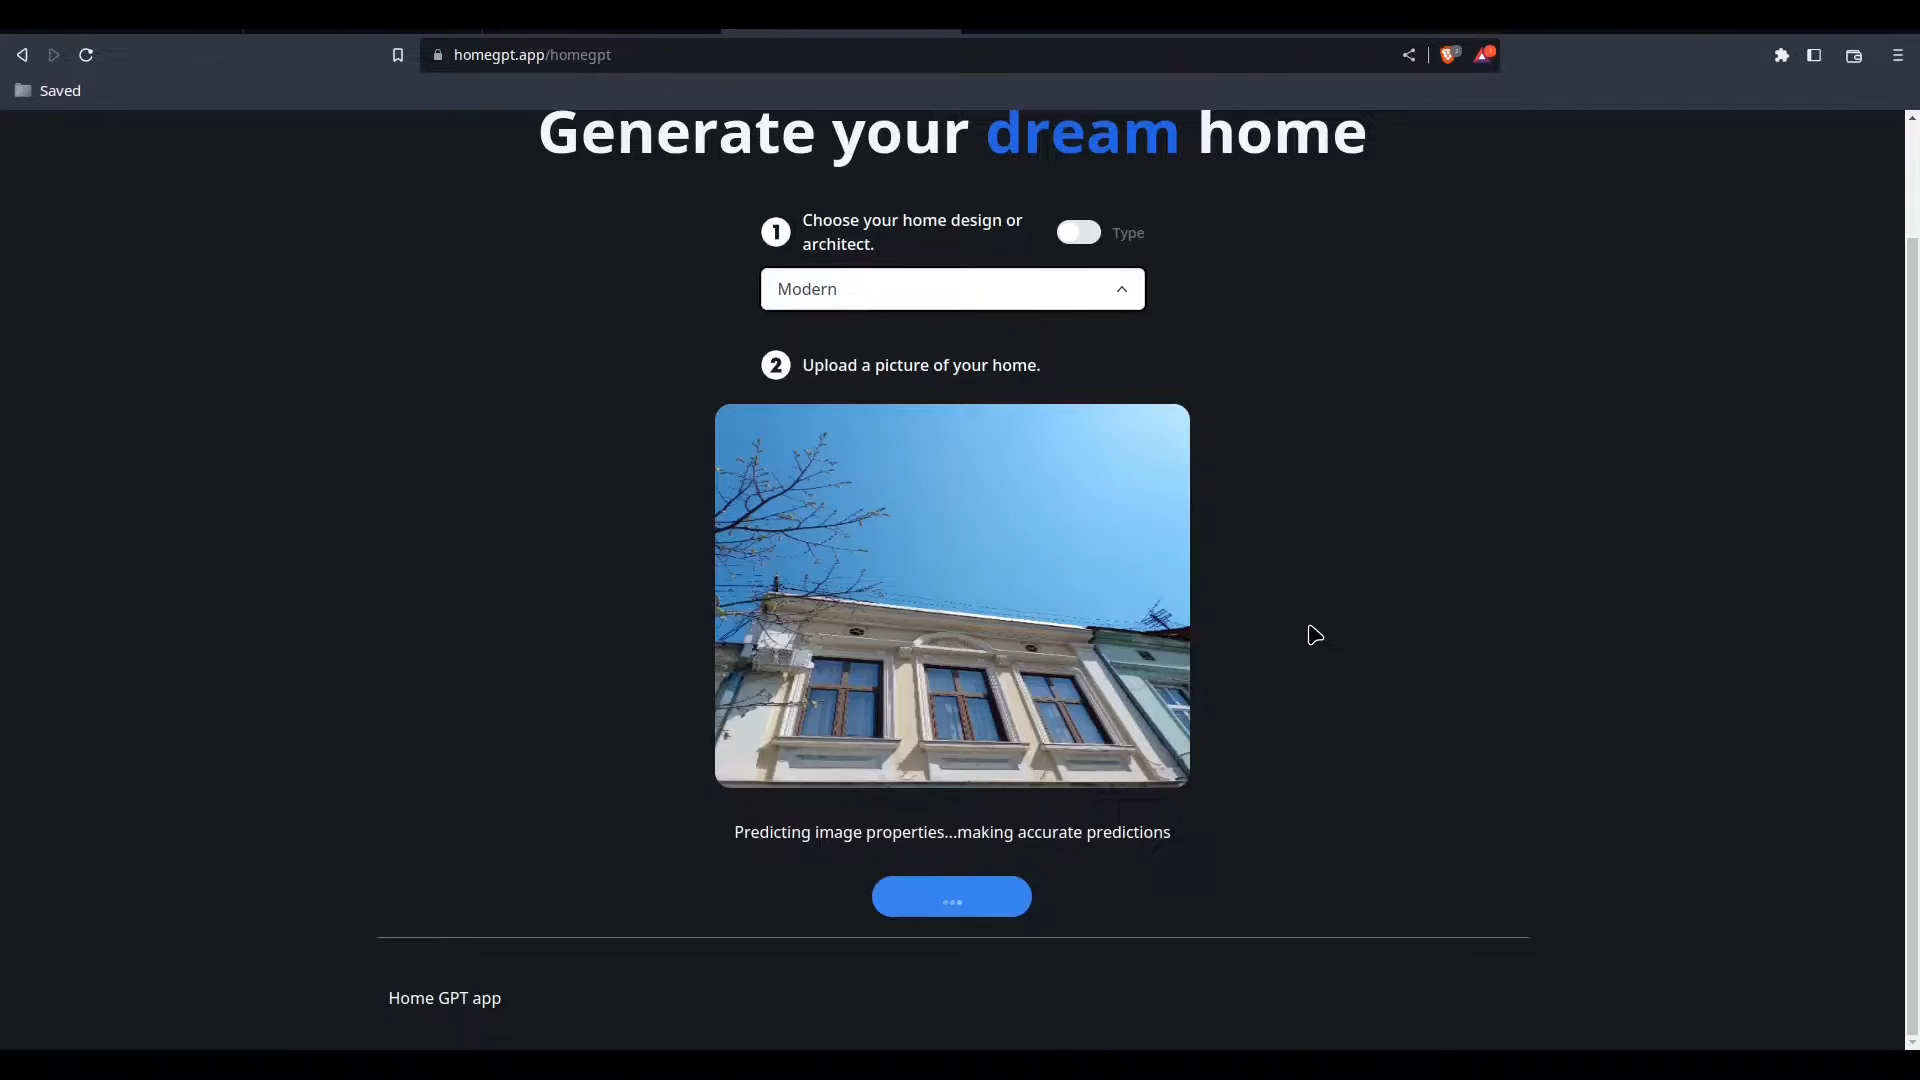 homegpt.app/homegpt
Saved
Generate your dream home
1 Choose your home design or
architect.
Type
Modern
2 Upload a picture of your home.
Predicting image properties...making accurate predictions
...
Home GPT app